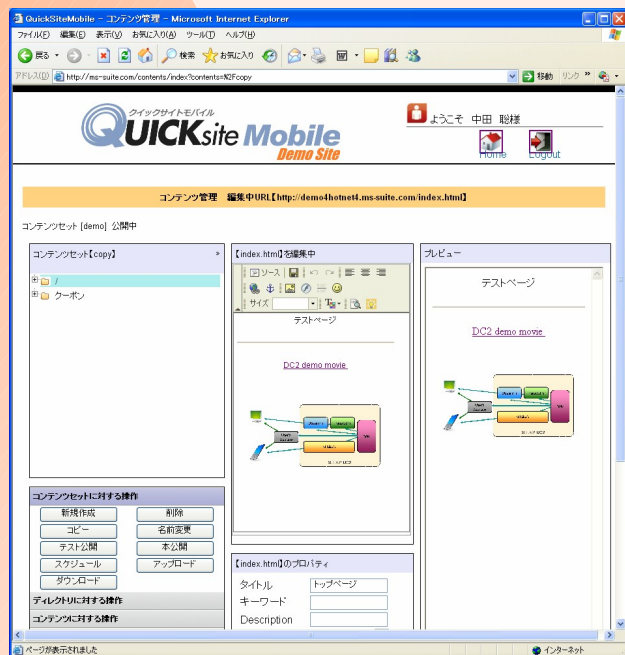 QuickSiteMobile - コンテンツ管理 - Microsoft Internet Explorer
ファイル(F) 編集(E) 表示(V) お気に入り(A) ツール(T) ヘルプ(H)
戻る 検索 お気に入り
アドレス(D) http://ms-suite.com/contents/index?contents=%2Fcopy 移動 リンク »
クイックサイトモバイル
QUICKsite Mobile
Demo Site
ようこそ 中田 聡様
Home Logout
コンテンツ管理 編集中URL【http://demo4hotnet4.ms-suite.com/index.html】
コンテンツセット [demo] 公開中
コンテンツセット【copy】 »
/
クーポン
コンテンツセットに対する操作
新規作成 削除
コピー 名前変更
テスト公開 本公開
スケジュール アップロード
ダウンロード
ディレクトリに対する操作
コンテンツに対する操作
【index.html】を編集中
ソース
サイズ
テストページ
DC2 demo movie
【index.html】のプロパティ
タイトル トップページ
キーワード
Description
プレビュー
テストページ
DC2 demo movie
ページが表示されました インターネット